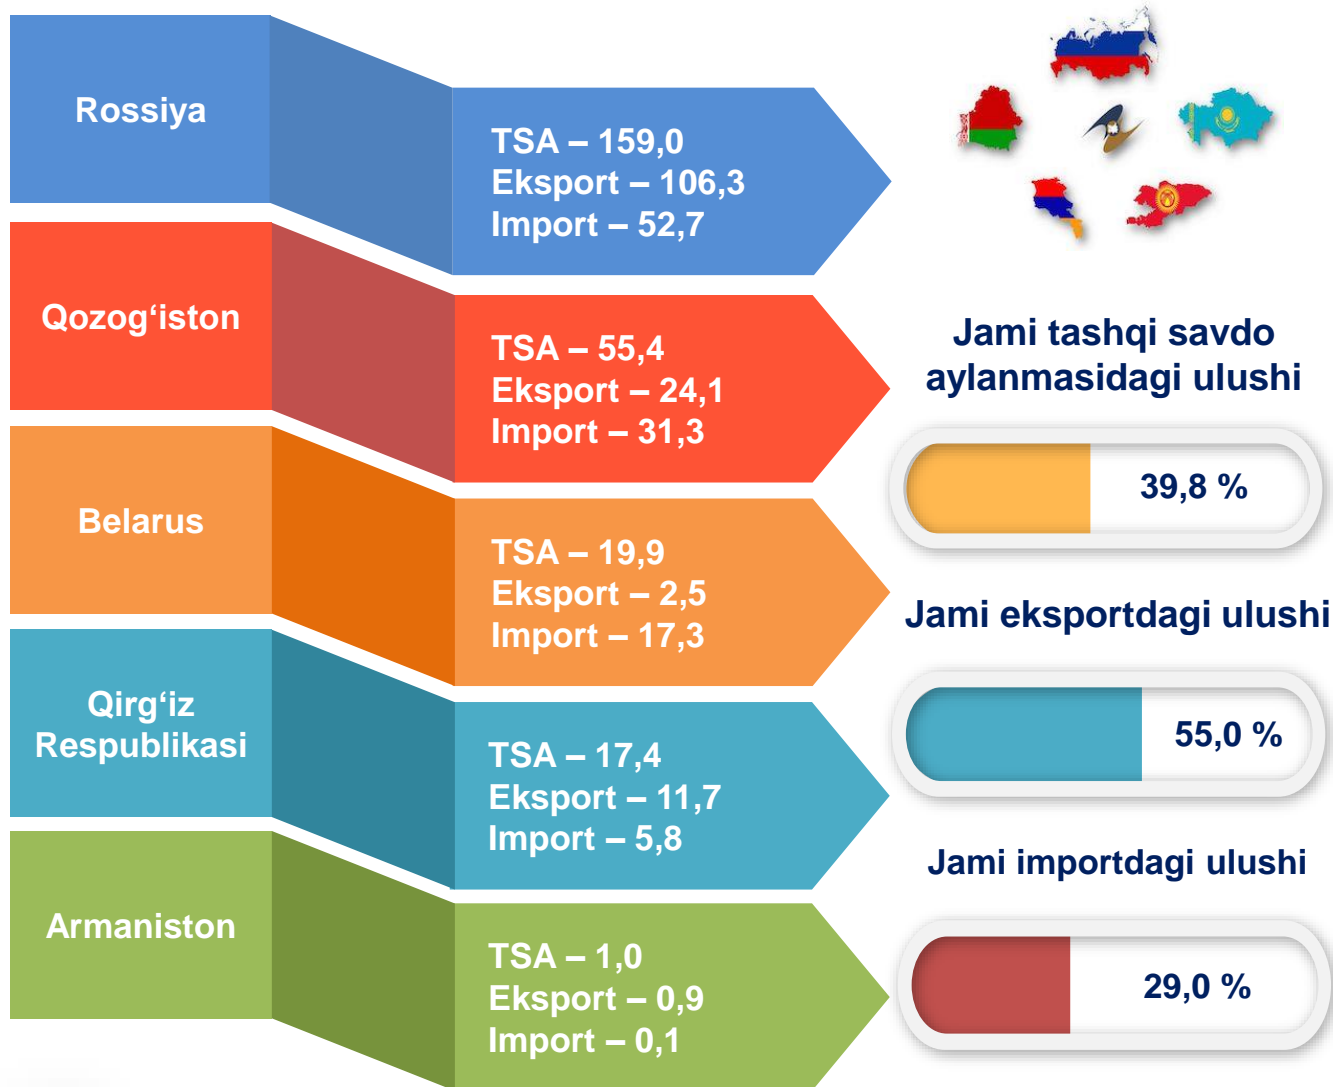 Rossiya
TSA – 159,0
Eksport – 106,3
Import – 52,7
Qozog‘iston
TSA – 55,4
Eksport – 24,1
Import – 31,3
Belarus
TSA – 19,9
Eksport – 2,5
Import – 17,3
Qirg‘iz
Respublikasi
TSA – 17,4
Eksport – 11,7
Import – 5,8
Armaniston
TSA – 1,0
Eksport – 0,9
Import – 0,1
Jami tashqi savdo
aylanmasidagi ulushi
39,8 %
Jami eksportdagi ulushi
55,0 %
Jami importdagi ulushi
29,0 %